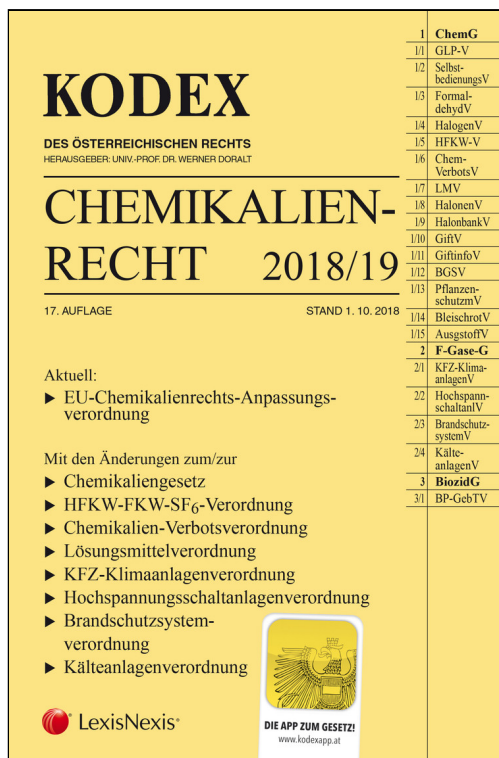 KODEX
DES ÖSTERREICHISCHEN RECHTS
HERAUSGEBER: UNIV.-PROF. DR. WERNER DORALT
CHEMIKALIEN-
RECHT 2018/19
17. AUFLAGE STAND 1. 10. 2018
Aktuell:
► EU-Chemikalienrechts-Anpassungs-
verordnung
Mit den Änderungen zum/zur
► Chemikaliengesetz
► HFKW-FKW-SF6-Verordnung
► Chemikalien-Verbotsverordnung
► Lösungsmittelverordnung
► KFZ-Klimaanlagenverordnung
► Hochspannungsschaltanlagenverordnung
► Brandschutzsystem-
verordnung
► Kälteanlagenverordnung
LexisNexis®
DIE APP ZUM GESETZ!
www.kodexapp.at
1 ChemG
1/1 GLP-V
1/2 Selbst-
bedienungsV
1/3 Formal-
dehydV
1/4 HalogenV
1/5 HFKW-V
1/6 Chem-
VerbotsV
1/7 LMV
1/8 HalonenV
1/9 HalonbankV
1/10 GiftV
1/11 GiftinfoV
1/12 BGSV
1/13 Pflanzen-
schutzmV
1/14 BleischrotV
1/15 AusgstoffV
2 F-Gase-G
2/1 KFZ-Klima-
anlagenV
2/2 Hochspann-
schaltanlV
2/3 Brandschutz-
systemV
2/4 Kälte-
anlagenV
3 BiozidG
3/1 BP-GebTV